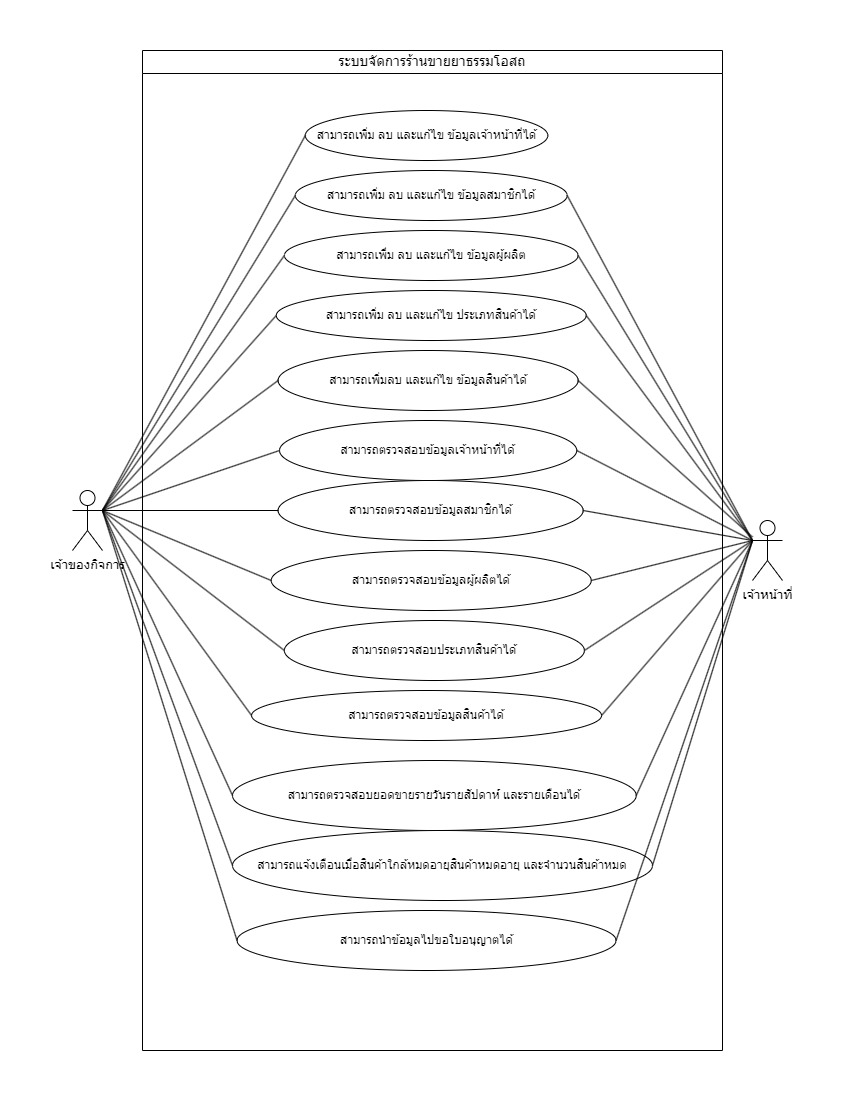 ระบบจัดการร้านขายยาธรรมโอสถ
สามารถเพิ่ม ลบ และแก้ไข ข้อมูลเจ้าหน้าที่ได้
สามารถเพิ่ม ลบ และแก้ไข ข้อมูลสมาชิกได้
สามารถเพิ่ม ลบ และแก้ไข ข้อมูลผู้ผลิต
สามารถเพิ่ม ลบ และแก้ไข ประเภทสินค้าได้
สามารถเพิ่มลบ และแก้ไข ข้อมูลสินค้าได้
สามารถตรวจสอบข้อมูลเจ้าหน้าที่ได้
สามารถตรวจสอบข้อมูลสมาชิกได้
เจ้าของกิจการ
สามารถตรวจสอบข้อมูลผู้ผลิตได้
เจ้าหน้าที่
สามารถตรวจสอบประเภทสินค้าได้
สามารถตรวจสอบข้อมูลสินค้าได้
สามารถตรวจสอบยอดขายรายวันรายสัปดาห์ และรายเดือนได้
สามารถแจ้งเตือนเมื่อสินค้าใกล้หมดอายุสินค้าหมดอายุ และจำนวนสินค้าหมด
สามารถนำข้อมูลไปขอใบอนุญาตได้